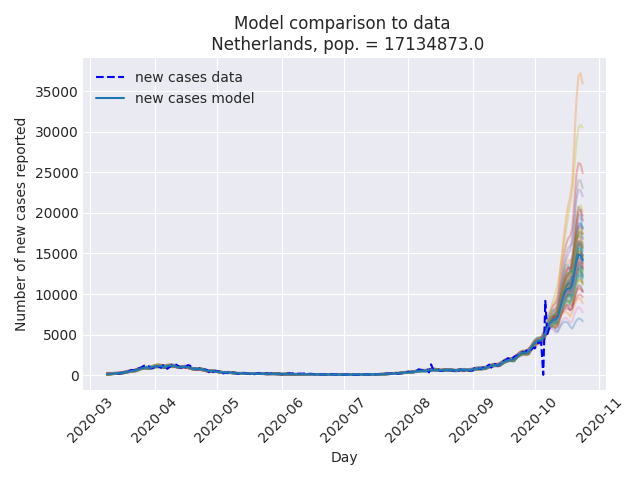 Model comparison to data
Netherlands, pop. = 17134873.0
new cases data
new cases model
Number of new cases reported
35000
30000
25000
20000
15000
10000
5000
0
2020-03
2020-04
2020-05
2020-06
2020-07
2020-08
2020-09
2020-10
2020-11
Day